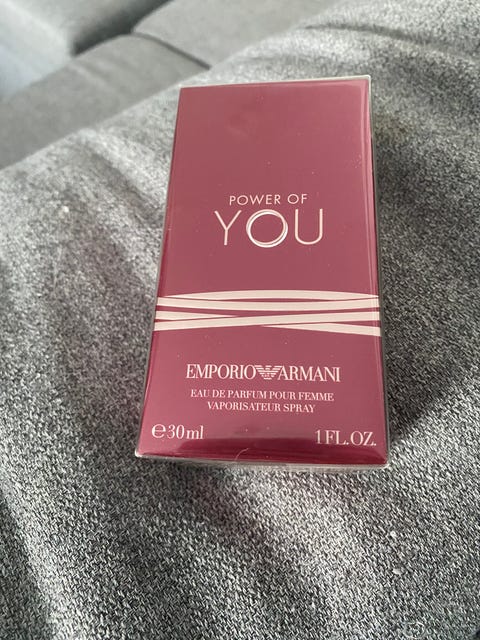 POWER OF
YOU
EMPORIO ARMANI
EAU DE PARFUM POUR FEMME
VAPORISATEUR SPRAY
℮30ml 1FL.OZ.